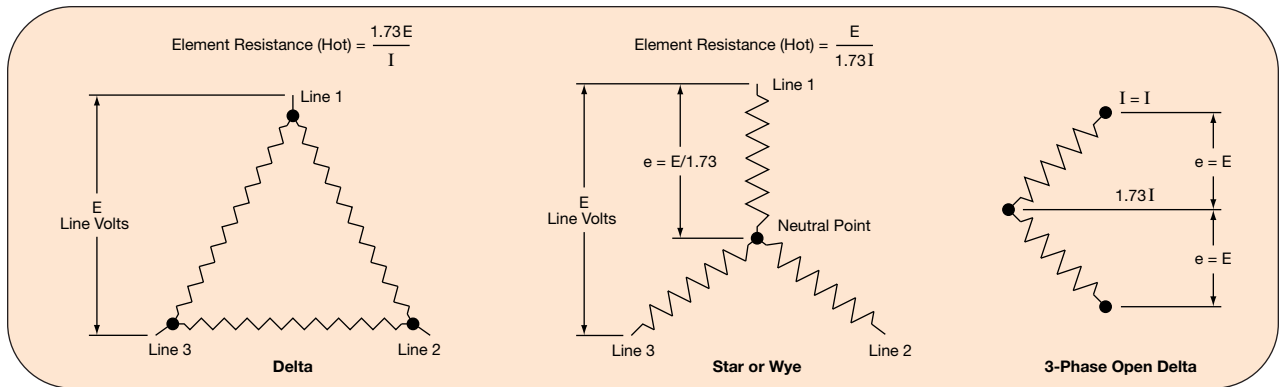 Element Resistance (Hot) = 1.73E / I
Line 1
E
Line Volts
Line 3
Line 2
Delta
Element Resistance (Hot) = E / 1.73I
Line 1
e = E/1.73
E
Line Volts
Neutral Point
Line 3
Line 2
Star or Wye
I = I
e = E
1.73I
e = E
3-Phase Open Delta